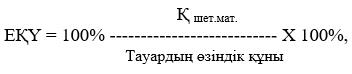 Қ шет.мат.
ЕҚҮ = 100% --------------------------- X 100%,
Тауардың өзіндік құны